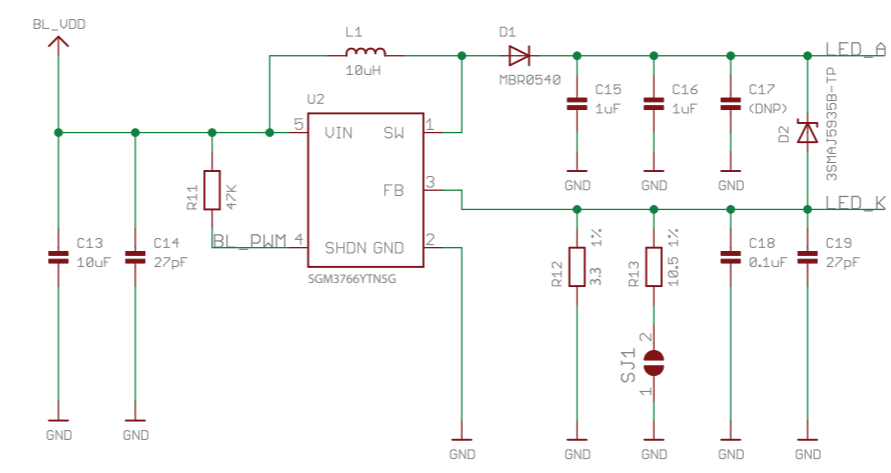 BL_VDD
L1
10uH
D1
MBR0540
LED_A
C15
1uF
C16
1uF
C17
(DNP)
D2
3SMAJ5935B-TP
GND
GND
GND
U2
5
VIN
SW
1
FB
3
4
SHDN
GND
2
SGM3766YTN5G
R11
47K
BL_PWM
C13
10uF
C14
27pF
LED_K
R12
3.3
1%
R13
10.5
1%
C18
0.1uF
C19
27pF
SJ1
2
1
GND
GND
GND
GND
GND
GND
GND